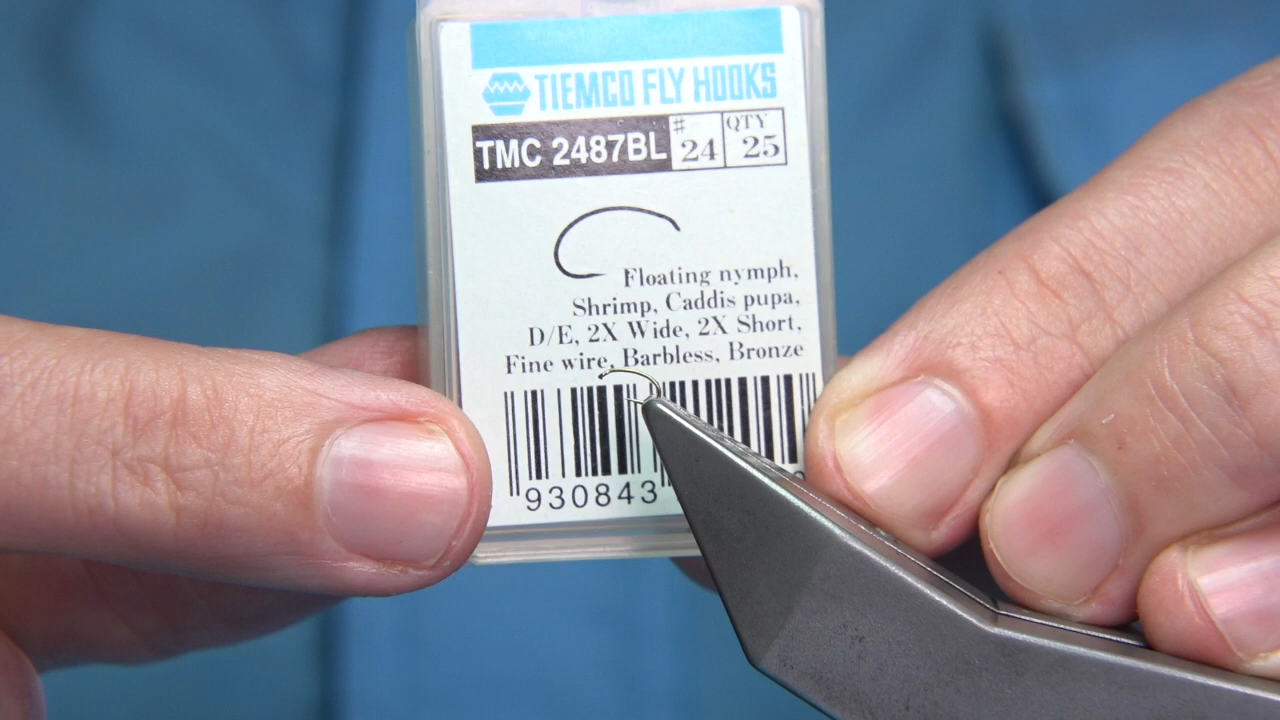 TIEMCO FLY HOOKS
TMC 2487BL # 24 QTY 25
Floating nymph,
Shrimp, Caddis pupa,
D/E, 2X Wide, 2X Short,
Fine wire, Barbless, Bronze
930843